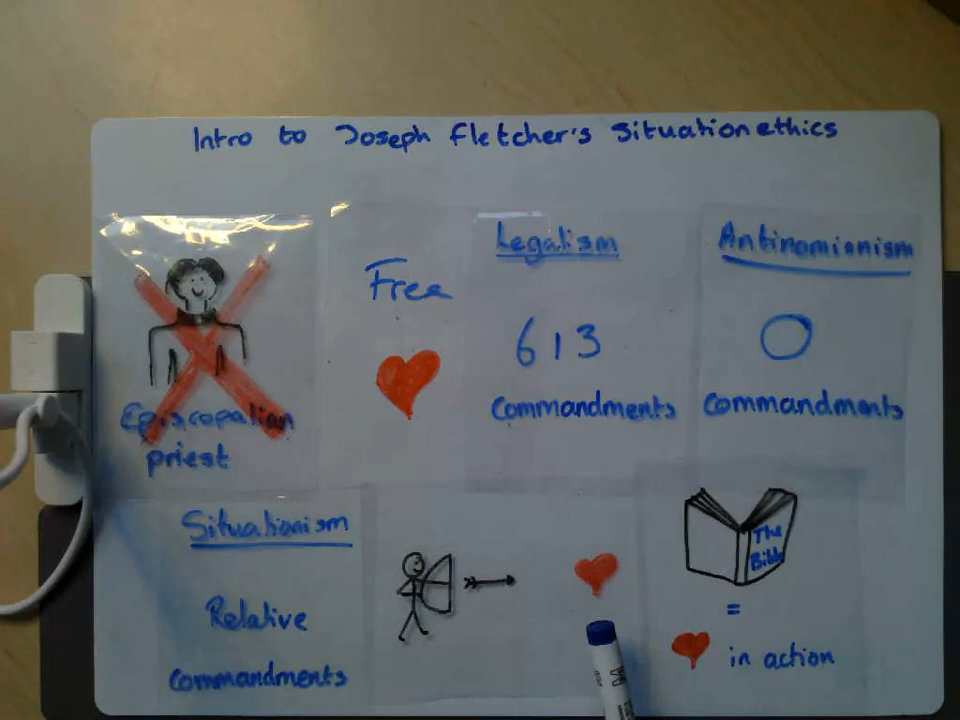 Intro to Joseph Fletcher's Situation ethics
Episcopalian
priest
Free
Legalism
613
Commandments
Antinomionism
0
Commandments
Situationism
Relative
Commandments
The
Bible
=
in action